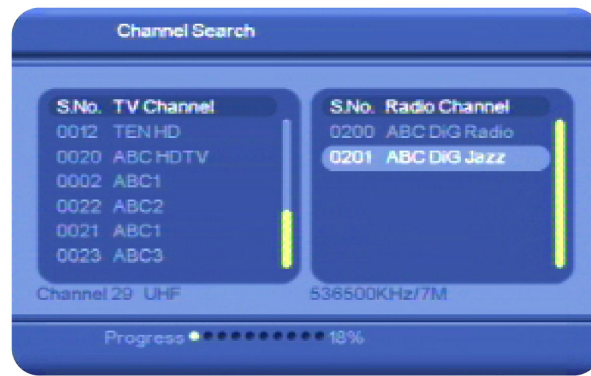 Channel Search
S.No. TV Channel
0012 TEN HD
0020 ABC HDTV
0002 ABC1
0022 ABC2
0021 ABC1
0023 ABC3
S.No. Radio Channel
0200 ABC DiG Radio
0201 ABC DiG Jazz
Channel 29 UHF
536500KHz/7M
Progress 18%